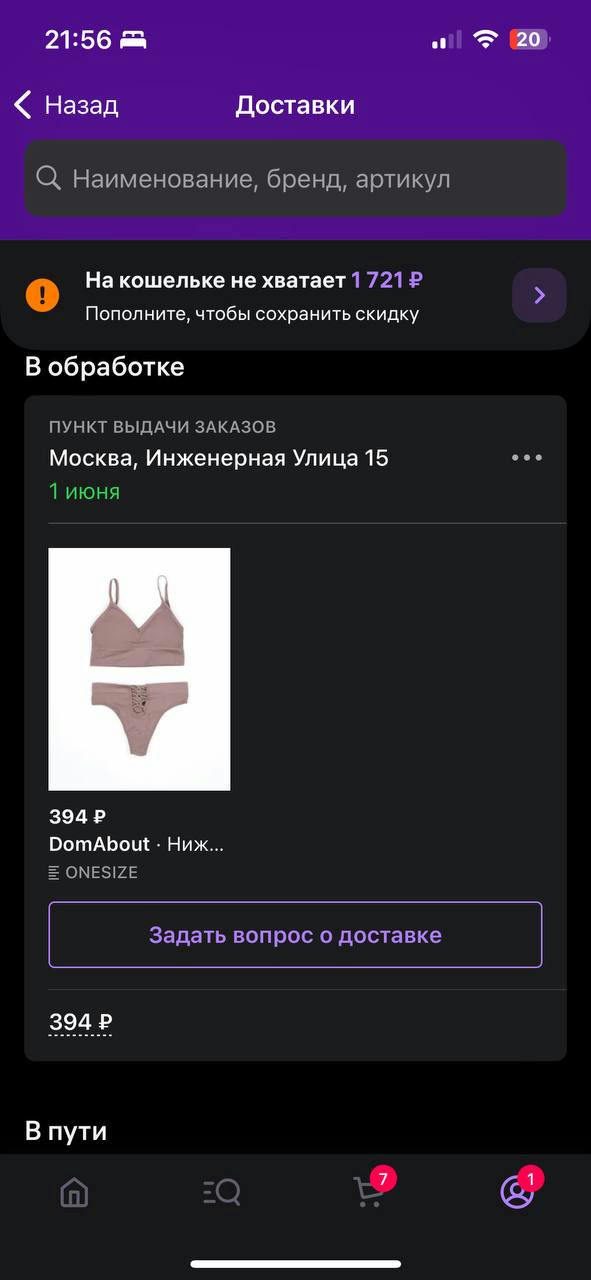 21:56
20
Назад
Доставки
Наименование, бренд, артикул
На кошельке не хватает 1 721 ₽
Пополните, чтобы сохранить скидку
В обработке
ПУНКТ ВЫДАЧИ ЗАКАЗОВ
Москва, Инженерная Улица 15
1 июня
394 ₽
DomAbout · Ниж...
ONESIZE
Задать вопрос о доставке
394 ₽
В пути
7
1